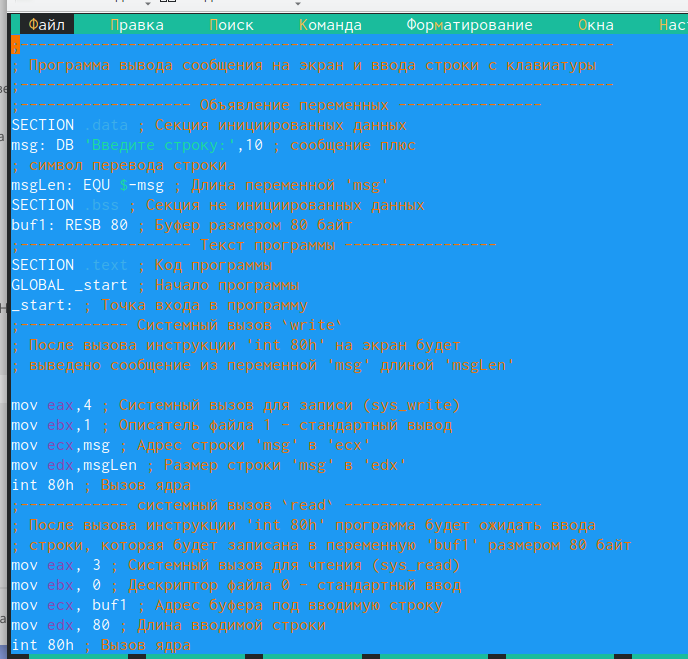 Файл Правка Поиск Команда Форматирование Окна Нас
;------------------------------------------------------------------
; Программа вывода сообщения на экран и ввода строки с клавиатуры
;------------------------------------------------------------------
;------------------- Объявление переменных ----------------
SECTION .data ; Секция инициированных данных
msg: DB 'Введите строку:',10 ; сообщение плюс
; символ перевода строки
msgLen: EQU $-msg ; Длина переменной 'msg'
SECTION .bss ; Секция не инициированных данных
buf1: RESB 80 ; Буфер размером 80 байт
;------------------- Текст программы -----------------
SECTION .text ; Код программы
GLOBAL _start ; Начало программы
_start: ; Точка входа в программу
;------------ Системный вызов `write`
; После вызова инструкции 'int 80h' на экран будет
; выведено сообщение из переменной 'msg' длиной 'msgLen'
mov eax,4 ; Системный вызов для записи (sys_write)
mov ebx,1 ; Описатель файла 1 - стандартный вывод
mov ecx,msg ; Адрес строки 'msg' в 'ecx'
mov edx,msgLen ; Размер строки 'msg' в 'edx'
int 80h ; Вызов ядра
;------------ системный вызов `read` ----------------------
; После вызова инструкции 'int 80h' программа будет ожидать ввода
; строки, которая будет записана в переменную 'buf1' размером 80 байт
mov eax, 3 ; Системный вызов для чтения (sys_read)
mov ebx, 0 ; Дескриптор файла 0 - стандартный ввод
mov ecx, buf1 ; Адрес буфера под вводимую строку
mov edx, 80 ; Длина вводимой строки
int 80h ; Вызов ядра